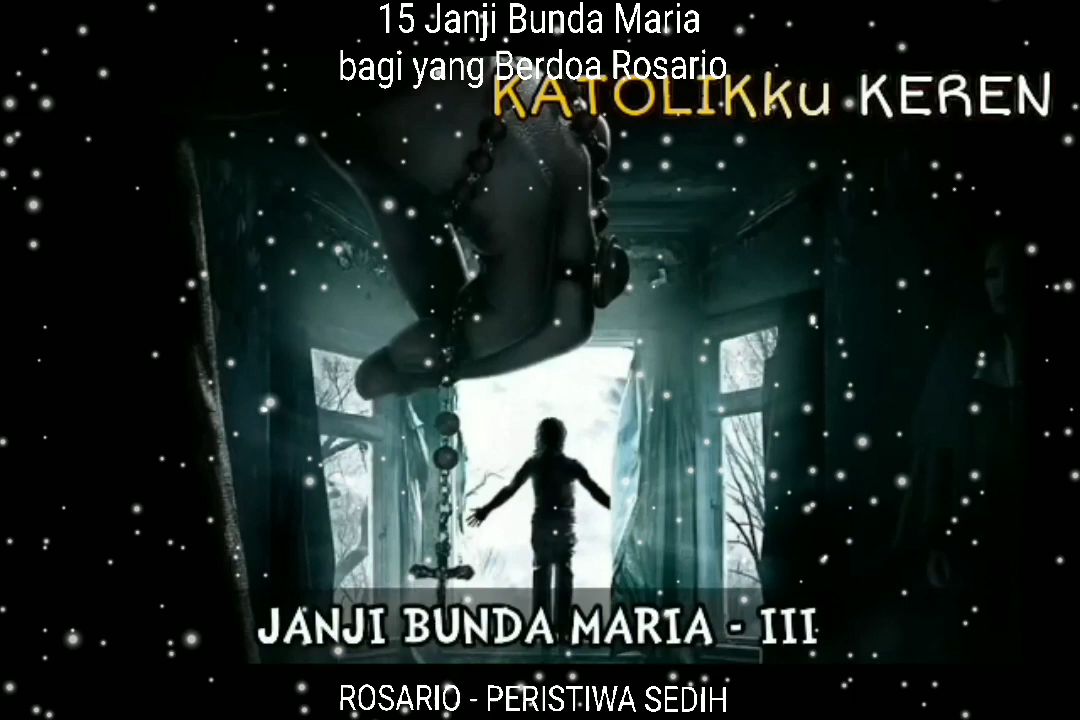 15 Janji Bunda Maria
bagi yang Berdoa Rosario
KATOLIKku KEREN
JANJI BUNDA MARIA - III
ROSARIO - PERISTIWA SEDIH